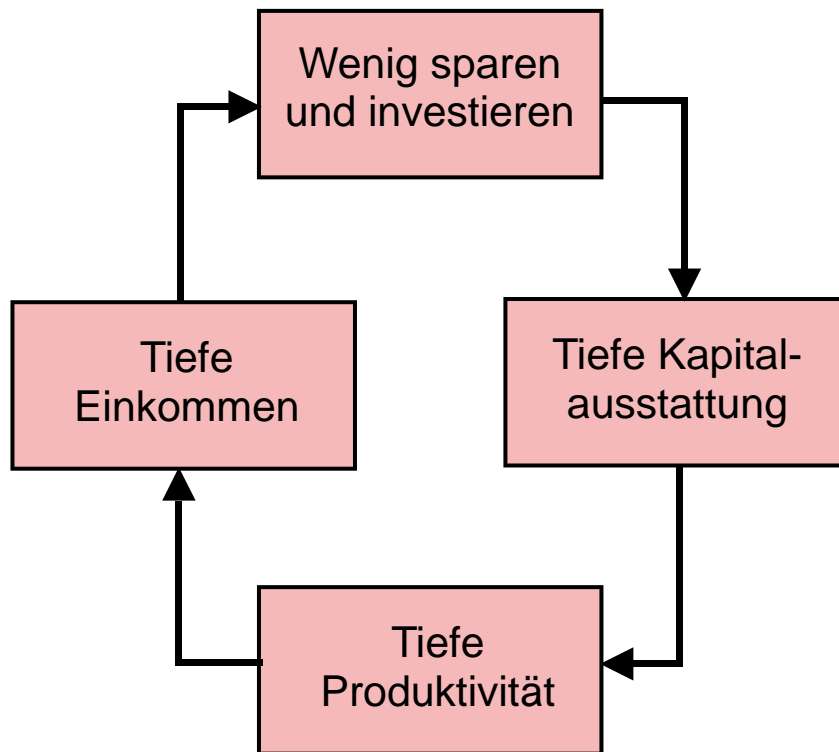 Wenig sparen
und investieren
Tiefe
Einkommen
Tiefe Kapital-
ausstattung
Tiefe
Produktivität